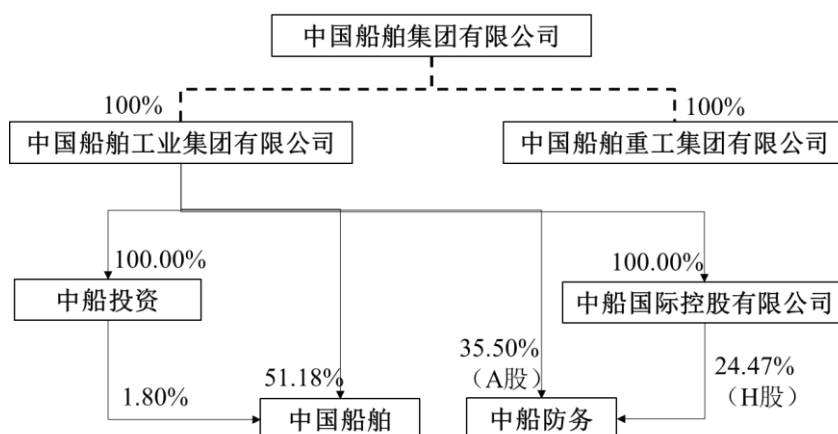 中国船舶集团有限公司
100%
100%
中国船舶工业集团有限公司
中国船舶重工集团有限公司
100.00%
100.00%
中船投资
中船国际控股有限公司
35.50%
（A股）
24.47%
（H股）
1.80%
51.18%
中国船舶
中船防务